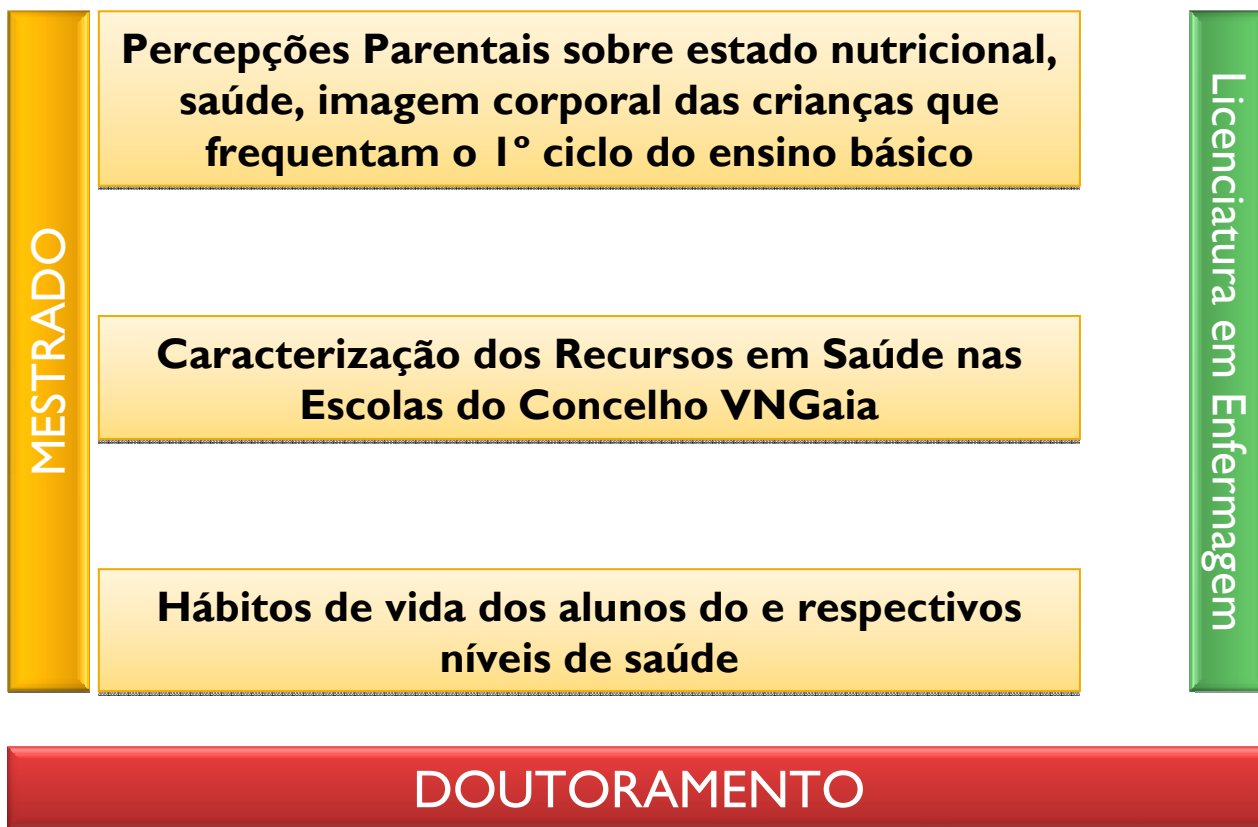 MESTRADO
Percepções Parentais sobre estado nutricional,
saúde, imagem corporal das crianças que
frequentam o 1º ciclo do ensino básico
Caracterização dos Recursos em Saúde nas
Escolas do Concelho VNGaia
Hábitos de vida dos alunos do e respectivos
níveis de saúde
Licenciatura em Enfermagem
DOUTORAMENTO